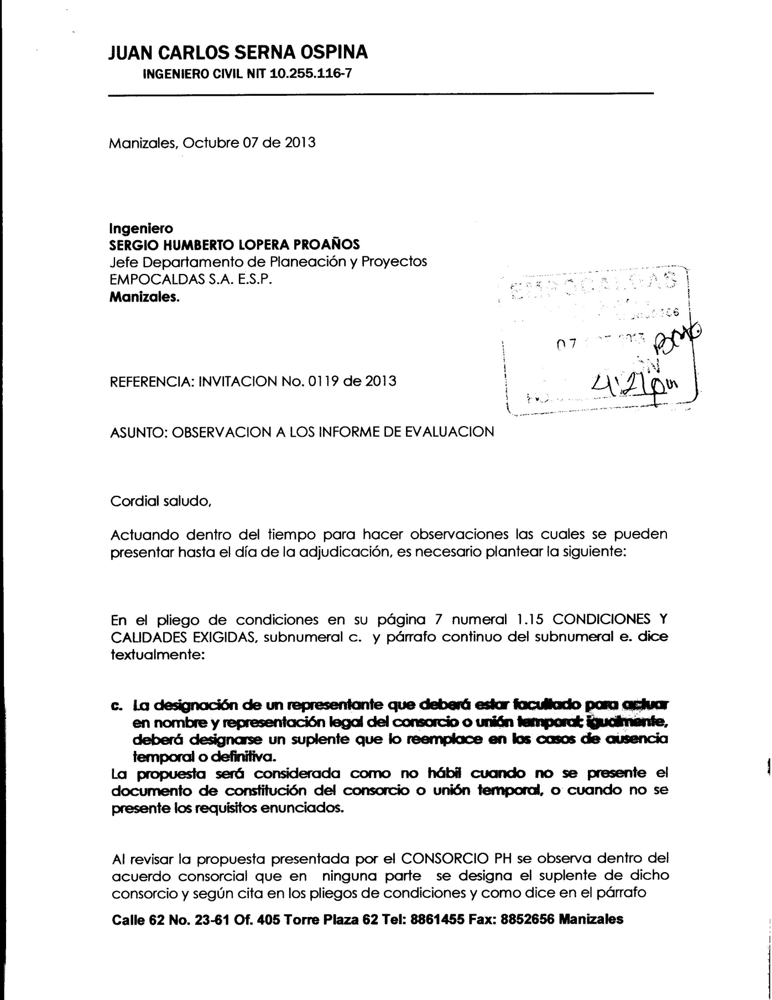 JUAN CARLOS SERNA OSPINA
INGENIERO CIVIL NIT 10.255.116-7
Manizales, Octubre 07 de 2013
Ingeniero
SERGIO HUMBERTO LOPERA PROAÑOS
Jefe Departamento de Planeación y Proyectos
EMPOCALDAS S.A. E.S.P.
Manizales.
EMPOCALDAS
07 2013
4:21pm
REFERENCIA: INVITACION No. 0119 de 2013
ASUNTO: OBSERVACION A LOS INFORME DE EVALUACION
Cordial saludo,
Actuando dentro del tiempo para hacer observaciones las cuales se pueden
presentar hasta el día de la adjudicación, es necesario plantear la siguiente:
En el pliego de condiciones en su página 7 numeral 1.15 CONDICIONES Y
CALIDADES EXIGIDAS, subnumeral c. y párrafo continuo del subnumeral e. dice
textualmente:
c. La designación de un representante que deberá estar facultado para actuar
en nombre y representación legal del consorcio o unión temporal; igualmente,
deberá designarse un suplente que lo reemplace en los casos de ausencia
temporal o definitiva.
La propuesta será considerada como no hábil cuando no se presente el
documento de constitución del consorcio o unión temporal, o cuando no se
presente los requisitos enunciados.
Al revisar la propuesta presentada por el CONSORCIO PH se observa dentro del
acuerdo consorcial que en ninguna parte se designa el suplente de dicho
consorcio y según cita en los pliegos de condiciones y como dice en el párrafo
Calle 62 No. 23-61 Of. 405 Torre Plaza 62 Tel: 8861455 Fax: 8852656 Manizales